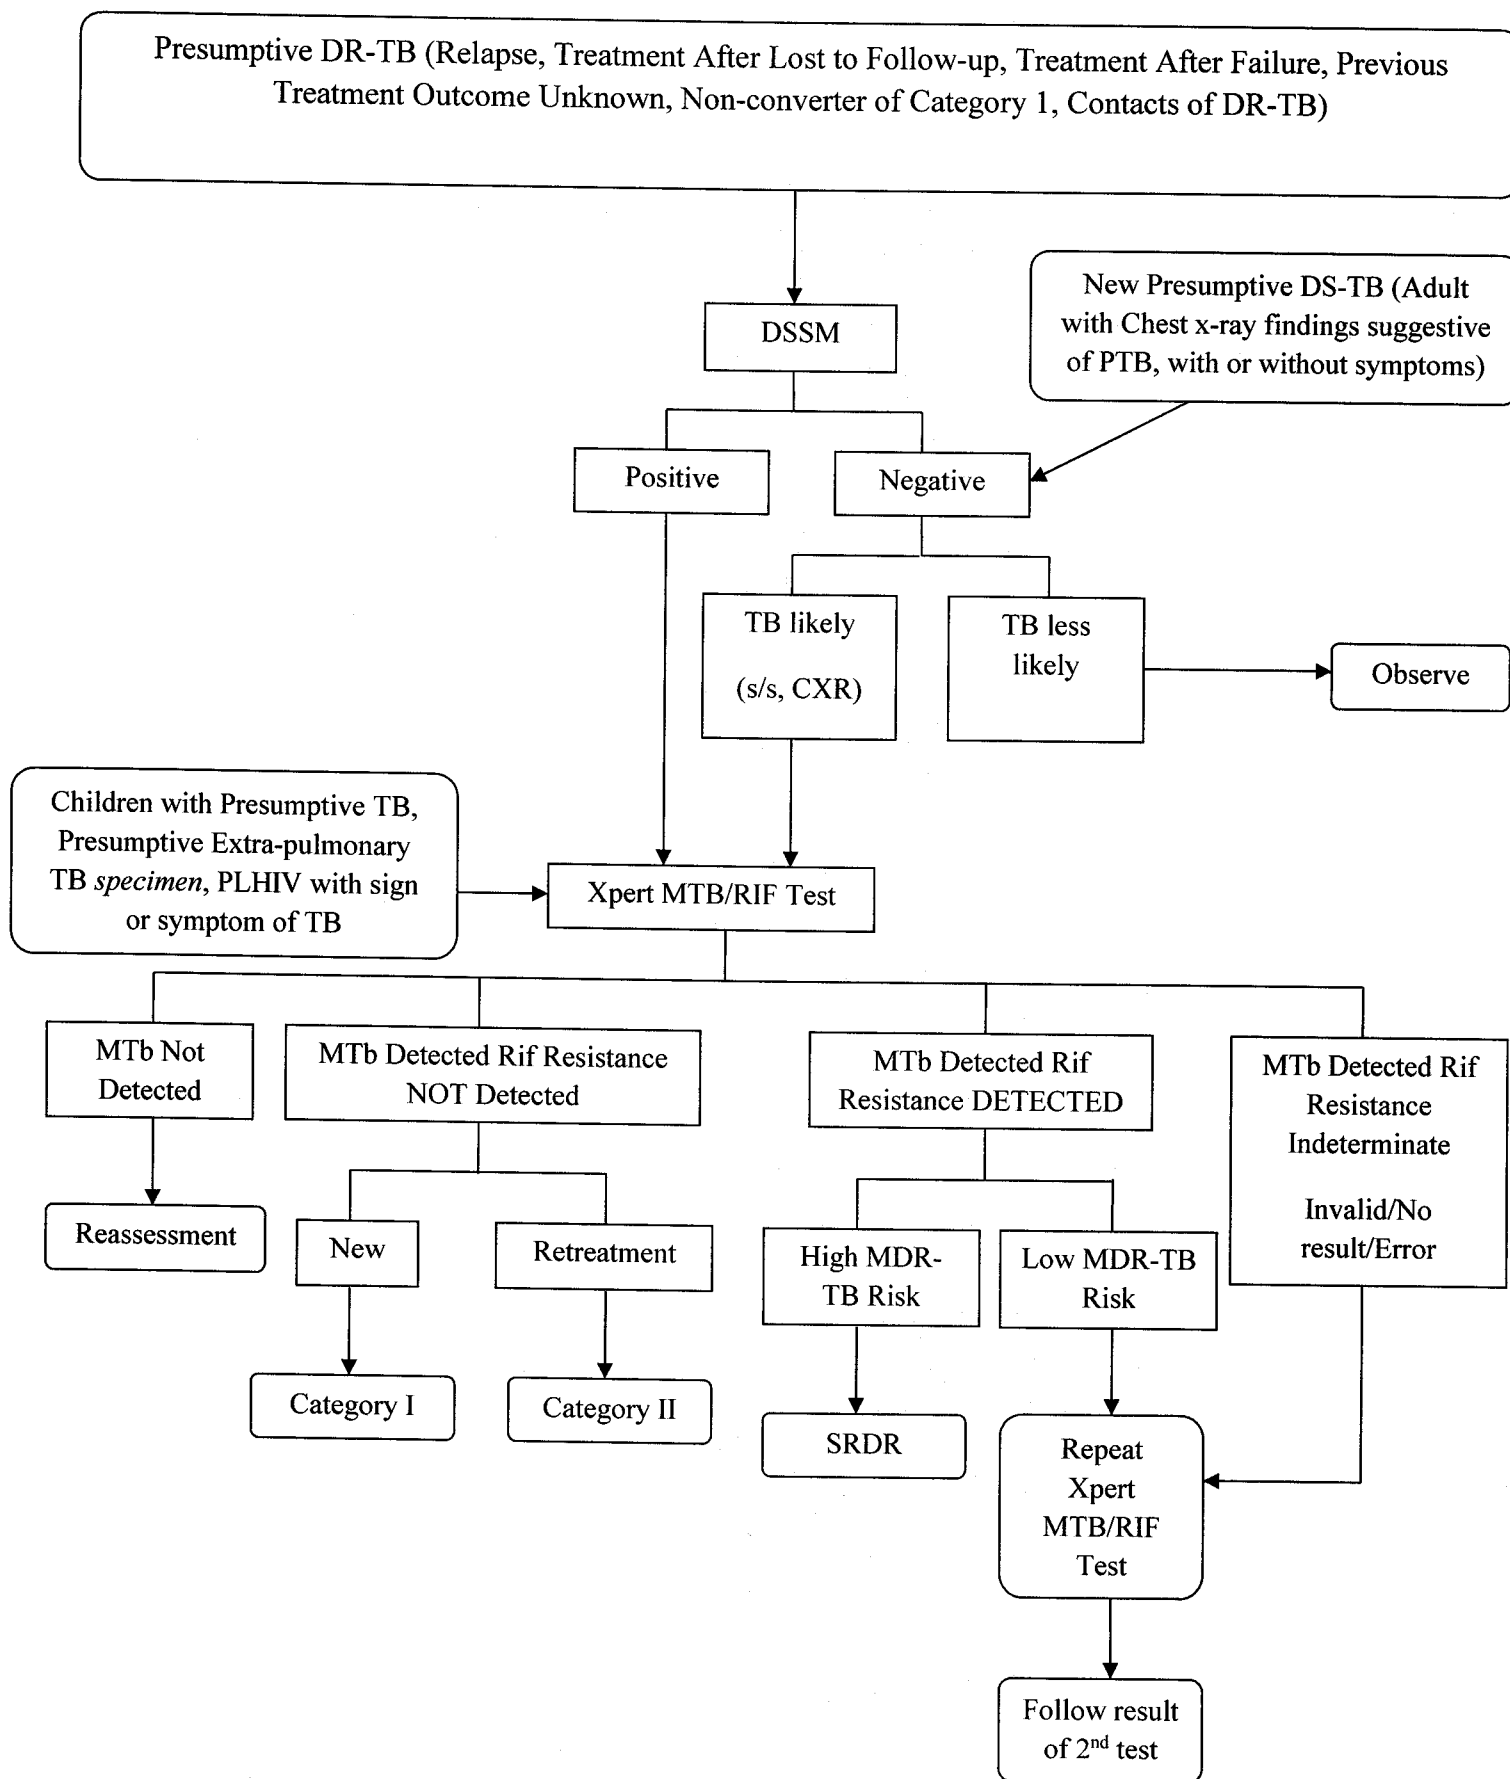 Presumptive DR-TB (Relapse, Treatment After Lost to Follow-up, Treatment After Failure, Previous
Treatment Outcome Unknown, Non-converter of Category 1, Contacts of DR-TB)
DSSM
New Presumptive DS-TB (Adult
with Chest x-ray findings suggestive
of PTB, with or without symptoms)
Positive
Negative
TB likely
(s/s, CXR)
TB less
likely
Observe
Children with Presumptive TB,
Presumptive Extra-pulmonary
TB specimen, PLHIV with sign
or symptom of TB
Xpert MTB/RIF Test
MTb Not
Detected
MTb Detected Rif Resistance
NOT Detected
MTb Detected Rif
Resistance DETECTED
MTb Detected Rif
Resistance
Indeterminate
Invalid/No
result/Error
Reassessment
New
Retreatment
High MDR-
TB Risk
Low MDR-TB
Risk
Category I
Category II
SRDR
Repeat
Xpert
MTB/RIF
Test
Follow result
of 2nd test